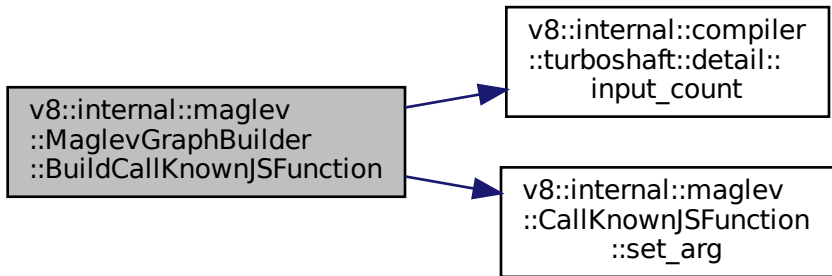 v8::internal::maglev
::MaglevGraphBuilder
::BuildCallKnownJSFunction
v8::internal::compiler
::turboshaft::detail::
input_count
v8::internal::maglev
::CallKnownJSFunction
::set_arg